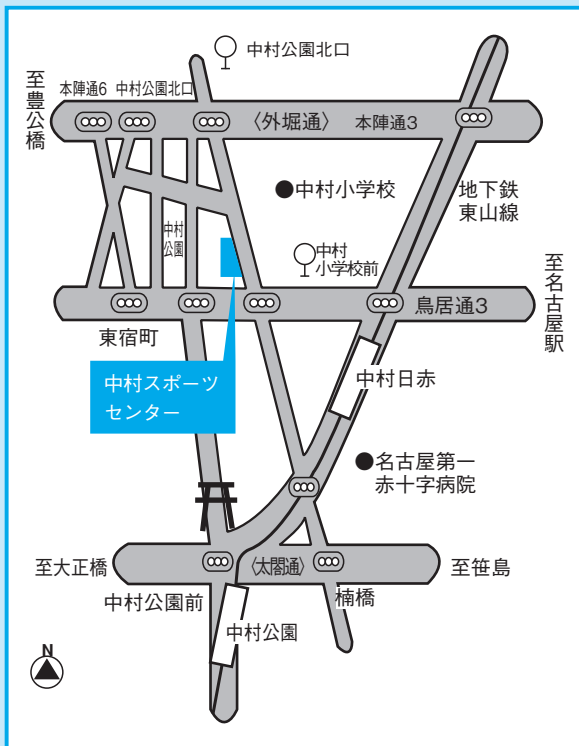 中村公園北口
至豊公橋
本陣通6 中村公園北口
〈外堀通〉 本陣通3
中村小学校
地下鉄
東山線
中村
公園
中村
小学校前
至名古屋駅
鳥居通3
東宿町
中村スポーツ
センター
中村日赤
名古屋第一
赤十字病院
至大正橋
〈太閤通〉
至笹島
中村公園前
楠橋
中村公園
N